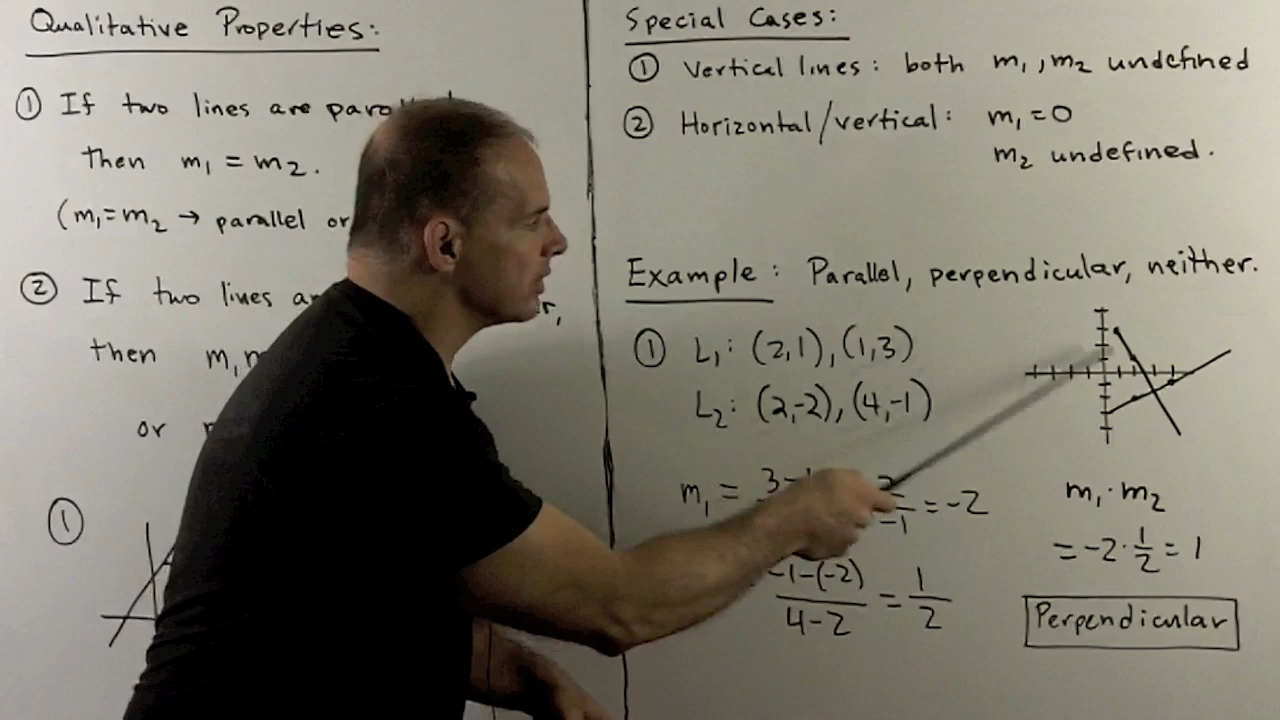 Qualitative Properties:
① If two lines are
then m₁ = m₂.
(m₁=m₂ → parallel or
② If two lines
then m₁
or
①
Special Cases:
① Vertical lines: both m₁, m₂ undefined
② Horizontal/vertical: m₁=0
m₂ undefined.
Example: Parallel, perpendicular, neither.
① L₁: (2,1), (1,3)
L₂: (2,-2), (4,-1)
m₁ = 3- -1 = -2
-1-(-2) / 4-2 = 1/2
m₁·m₂
= -2·1/2 = 1
Perpendicular